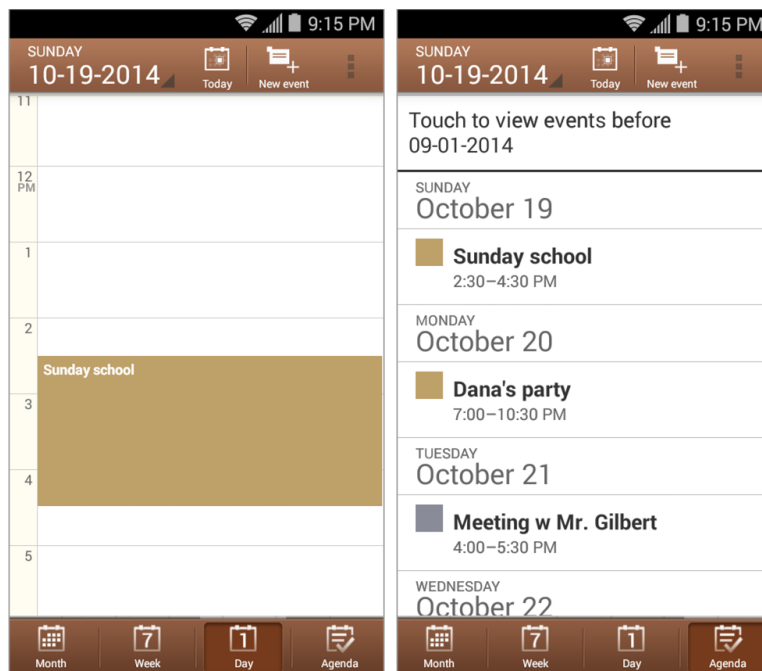 9:15 PM
SUNDAY
10-19-2014
Today
New event
11
12
PM
1
2
Sunday school
3
4
5
Month
7
Week
1
Day
Agenda
9:15 PM
SUNDAY
10-19-2014
Today
New event
Touch to view events before
09-01-2014
SUNDAY
October 19
Sunday school
2:30–4:30 PM
MONDAY
October 20
Dana's party
7:00–10:30 PM
TUESDAY
October 21
Meeting w Mr. Gilbert
4:00–5:30 PM
WEDNESDAY
October 22
Month
7
Week
1
Day
Agenda